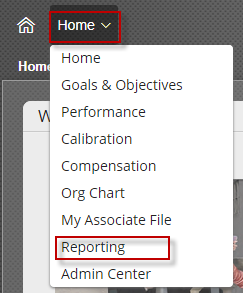 Home
Home
Home
Goals & Objectives
Performance
Calibration
Compensation
Org Chart
My Associate File
Reporting
Admin Center